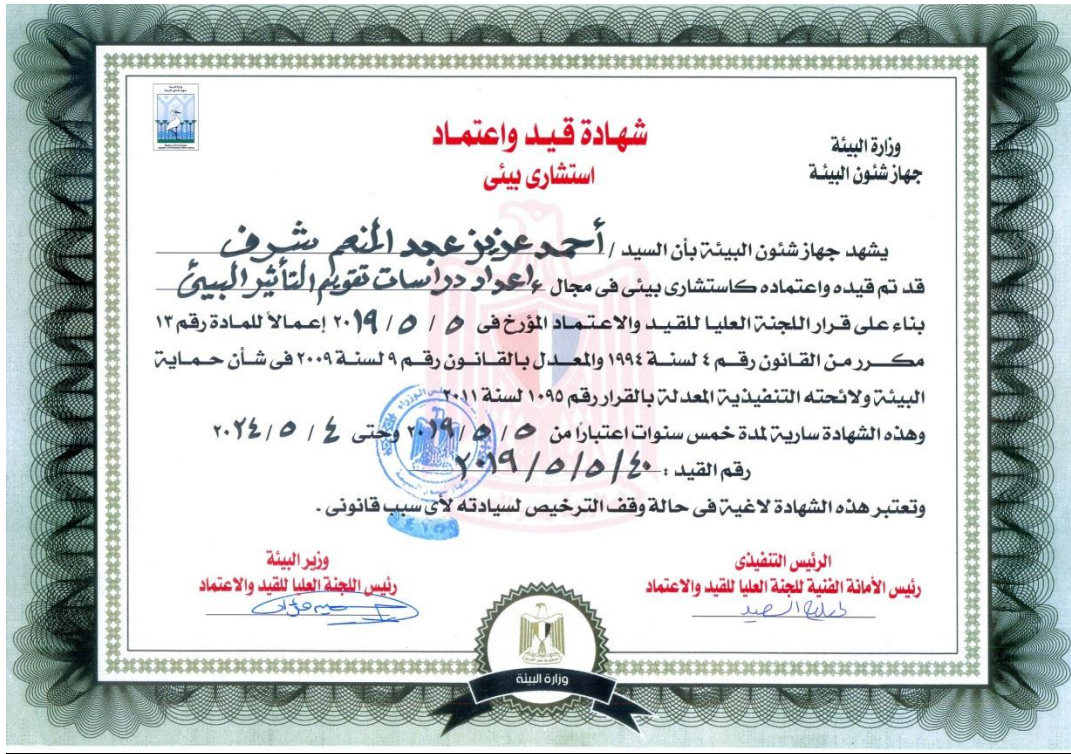 شهادة قيد واعتماد
استشارى بيئى
وزارة البيئة
جهاز شئون البيئة
يشهد جهاز شئون البيئة بأن السيد / أحمد عزيز عبد المنعم شرف
قد تم قيده واعتماده كاستشارى بيئى فى مجال / اعداد دراسات تقويم التأثير البيئى
بناء على قرار اللجنة العليا للقيد والاعتماد المؤرخ فى ٥ / ٥ / ٢٠١٩ إعمالاً للمادة رقم ١٣
مكرر من القانون رقم ٤ لسنة ١٩٩٤ والمعدل بالقانون رقم ٩ لسنة ٢٠٠٩ فى شأن حماية
البيئة ولائحته التنفيذية المعدلة بالقرار رقم ١٠٩٥ لسنة ٢٠١١
وهذه الشهادة سارية لمدة خمس سنوات اعتباراً من ٥ / ٥ / ٢٠١٩ وحتى ٤ / ٥ / ٢٠٢٤
رقم القيد : ٤٠ / ٥ / ٥ / ٢٠١٩
وتعتبر هذه الشهادة لاغية فى حالة وقف الترخيص لسيادته لأى سبب قانونى .
الرئيس التنفيذى
رئيس الأمانة الفنية للجنة العليا للقيد والاعتماد
وزير البيئة
رئيس اللجنة العليا للقيد والاعتماد
وزارة البيئة